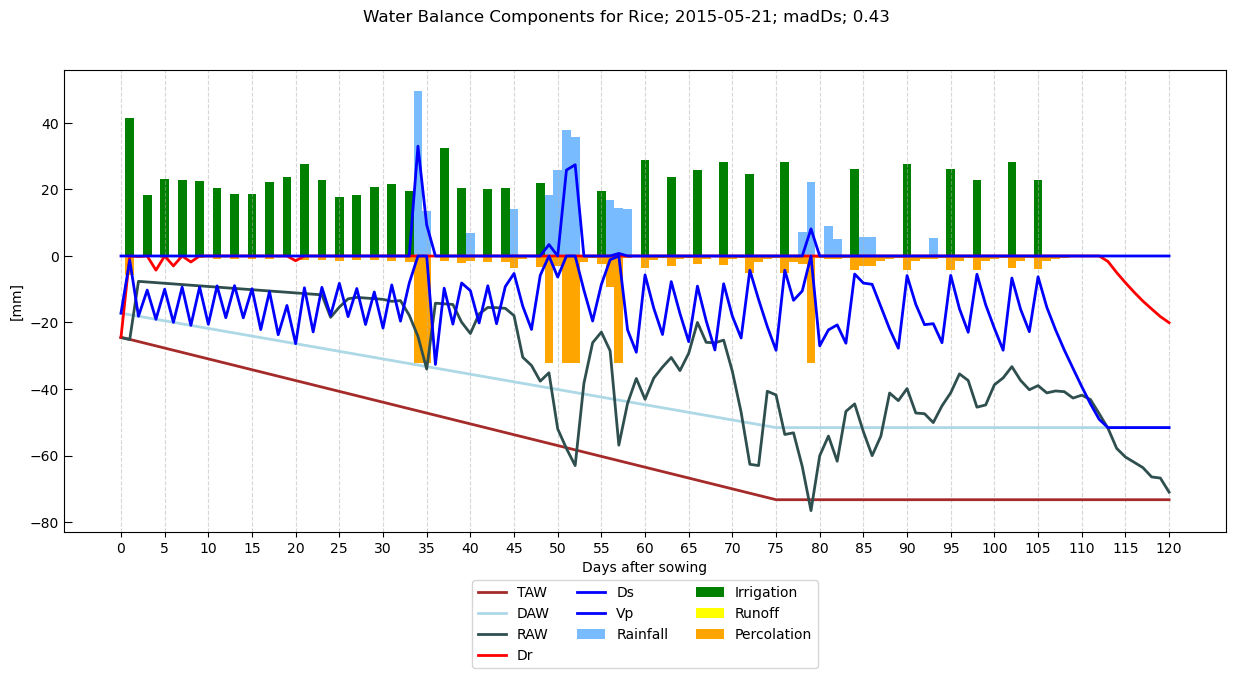 Water Balance Components for Rice; 2015-05-21; madDs; 0.43
40
20
0
−20
−40
−60
−80
[mm]
0 5 10 15 20 25 30 35 40 45 50 55 60 65 70 75 80 85 90 95 100 105 110 115 120
Days after sowing
TAW Ds Irrigation
DAW Vp Runoff
RAW Rainfall Percolation
Dr